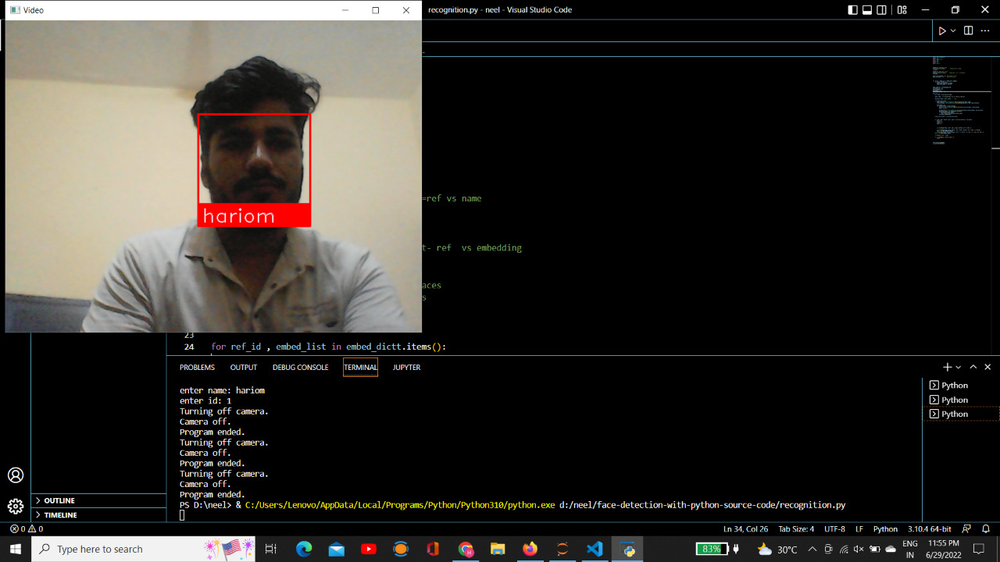 Video
recognition.py - neel - Visual Studio Code
hariom
=ref vs name
t- ref  vs embedding
aces
s
23
24 for ref_id , embed_list in embed_dictt.items():
PROBLEMS OUTPUT DEBUG CONSOLE TERMINAL JUPYTER
enter name: hariom
enter id: 1
Turning off camera.
Camera off.
Program ended.
Turning off camera.
Camera off.
Program ended.
Turning off camera.
Camera off.
Program ended.
PS D:\neel> & C:/Users/Lenovo/AppData/Local/Programs/Python/Python310/python.exe d:/neel/face-detection-with-python-source-code/recognition.py
Python
Python
Python
OUTLINE
TIMELINE
0 0 Ln 34, Col 26 Tab Size: 4 UTF-8 LF Python 3.10.4 64-bit
Type here to search
83% 30°C ENG IN 11:55 PM 6/29/2022